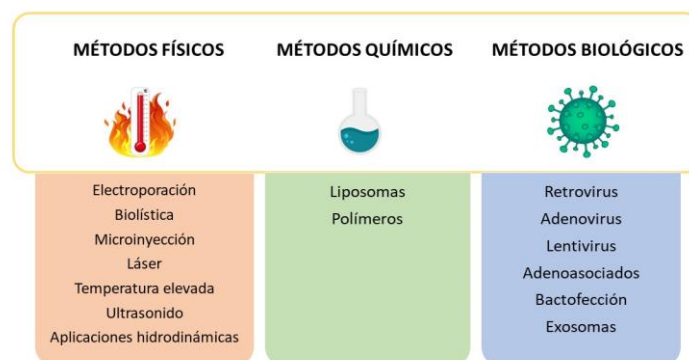 MÉTODOS FÍSICOS
MÉTODOS QUÍMICOS
MÉTODOS BIOLÓGICOS
Electroporación
Biolística
Microinyección
Láser
Temperatura elevada
Ultrasonido
Aplicaciones hidrodinámicas
Liposomas
Polímeros
Retrovirus
Adenovirus
Lentivirus
Adenoasociados
Bactofección
Exosomas